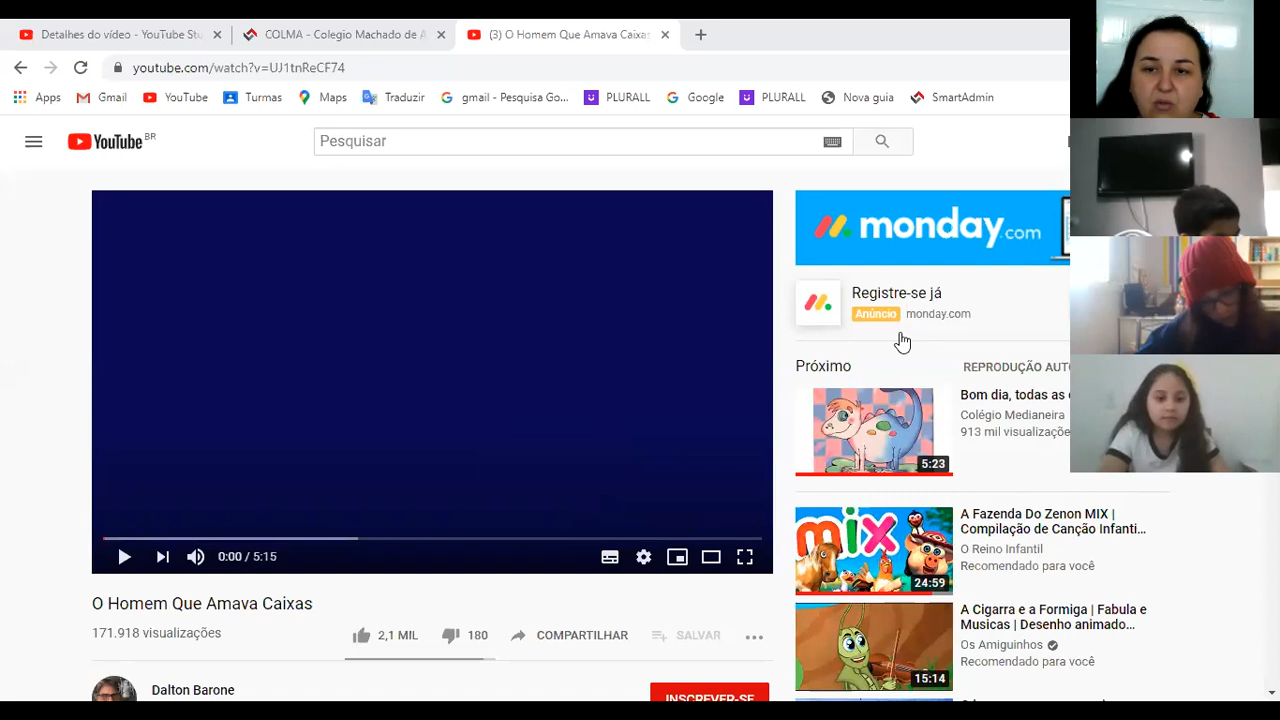 Detalhes do vídeo - YouTube Stu
COLMA - Colegio Machado de A
(3) O Homem Que Amava Caixas
youtube.com/watch?v=UJ1tnReCF74
Apps
Gmail
YouTube
Turmas
Maps
Traduzir
gmail - Pesquisa Go...
PLURALL
Google
PLURALL
Nova guia
SmartAdmin
YouTube BR
Pesquisar
monday.com
Registre-se já
Anúncio monday.com
Próximo
REPRODUÇÃO AUTO
5:23
Bom dia, todas as
Colégio Medianeira
913 mil visualizaçõe
mix
24:59
A Fazenda Do Zenon MIX |
Compilação de Canção Infanti...
O Reino Infantil
Recomendado para você
15:14
A Cigarra e a Formiga | Fabula e
Musicas | Desenho animado...
Os Amiguinhos
Recomendado para você
0:00 / 5:15
O Homem Que Amava Caixas
171.918 visualizações
2,1 MIL
180
COMPARTILHAR
SALVAR
Dalton Barone
INSCREVER-SE